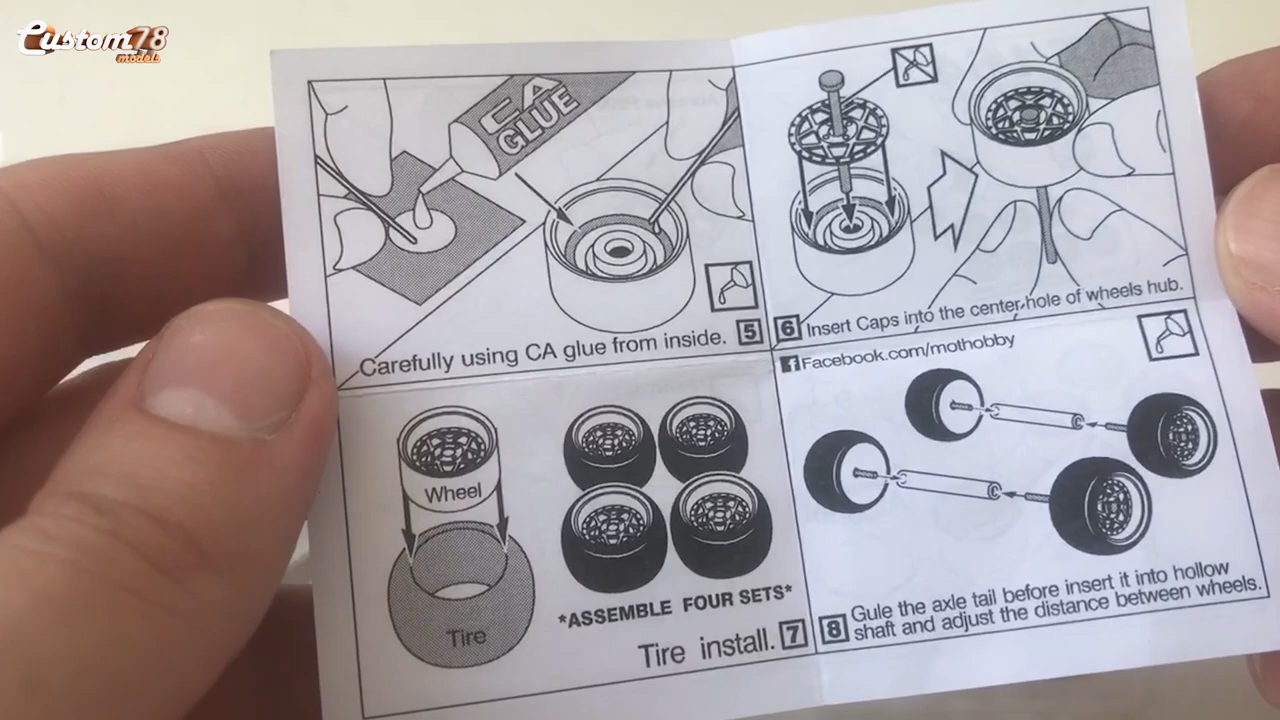 Custom78
models
CA
GLUE
Carefully using CA glue from inside. 5
6 Insert Caps into the center hole of wheels hub.
Facebook.com/mothobby
Wheel
Tire
*ASSEMBLE FOUR SETS*
Tire install. 7
8 Gule the axle tail before insert it into hollow
shaft and adjust the distance between wheels.